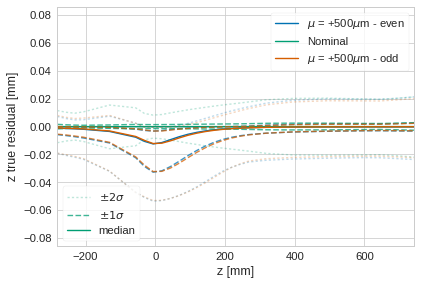 0.08
0.06
0.04
0.02
0.00
−0.02
−0.04
−0.06
−0.08
z true residual [mm]
μ = +500μm - even
Nominal
μ = +500μm - odd
±2σ
±1σ
median
−200
0
200
400
600
z [mm]